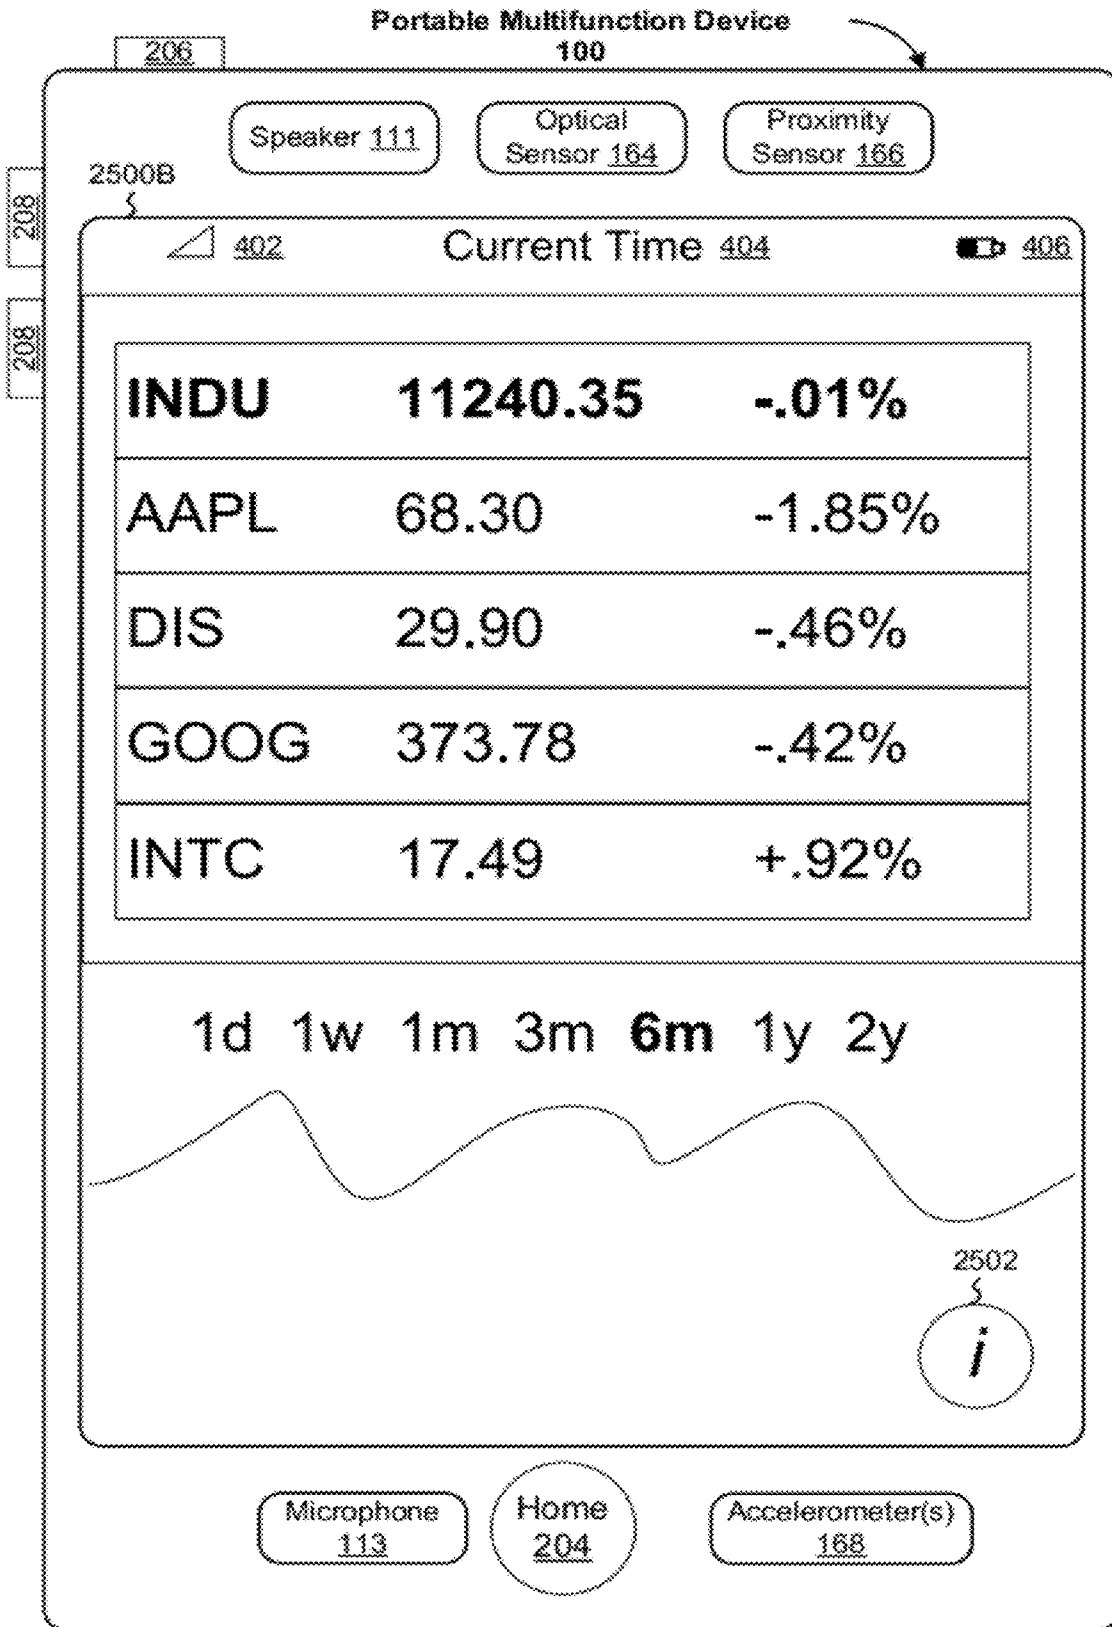 Portable Multifunction Device
100
206
Speaker 111
Optical
Sensor 164
Proximity
Sensor 166
2500B
208
208
402 Current Time 404 406
INDU 11240.35 -.01%
AAPL 68.30 -1.85%
DIS 29.90 -.46%
GOOG 373.78 -.42%
INTC 17.49 +.92%
1d 1w 1m 3m 6m 1y 2y
2502
i
Microphone
113
Home
204
Accelerometer(s)
168